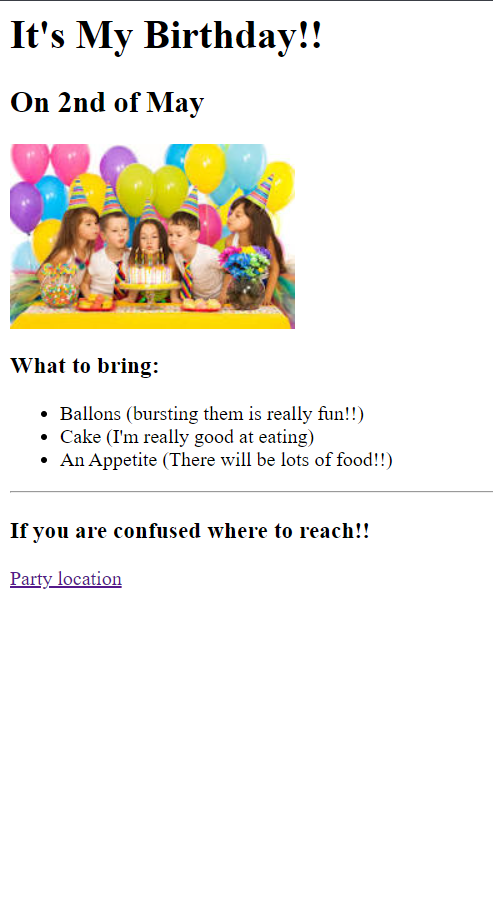 It's My Birthday!!
On 2nd of May
What to bring:
Ballons (bursting them is really fun!!)
Cake (I'm really good at eating)
An Appetite (There will be lots of food!!)
If you are confused where to reach!!
Party location